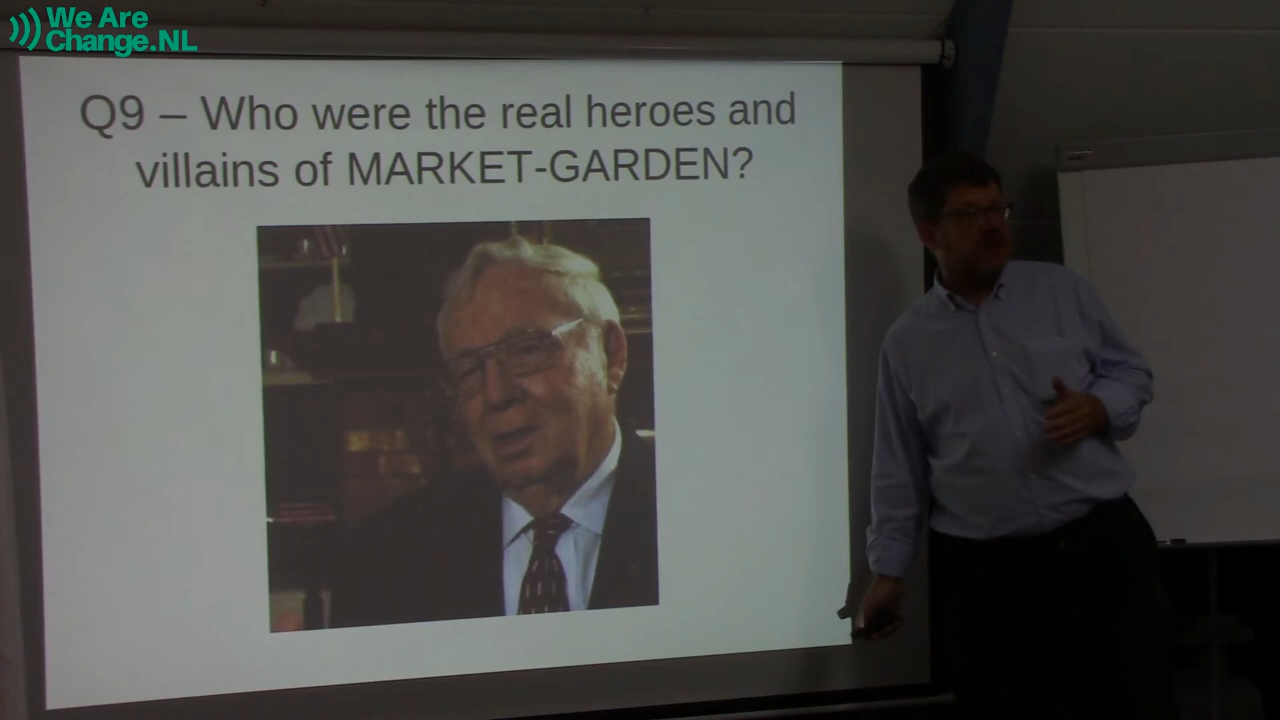 We Are
Change.NL
Q9 – Who were the real heroes and
villains of MARKET-GARDEN?